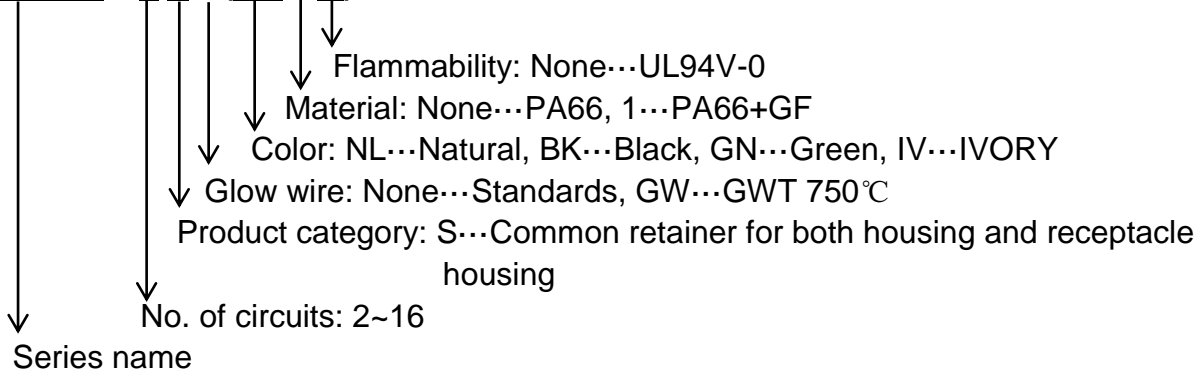 Flammability: None⋯UL94V-0
Material: None⋯PA66, 1⋯PA66+GF
Color: NL⋯Natural, BK⋯Black, GN⋯Green, IV⋯IVORY
Glow wire: None⋯Standards, GW⋯GWT 750℃
Product category: S⋯Common retainer for both housing and receptacle
housing
No. of circuits: 2~16
Series name